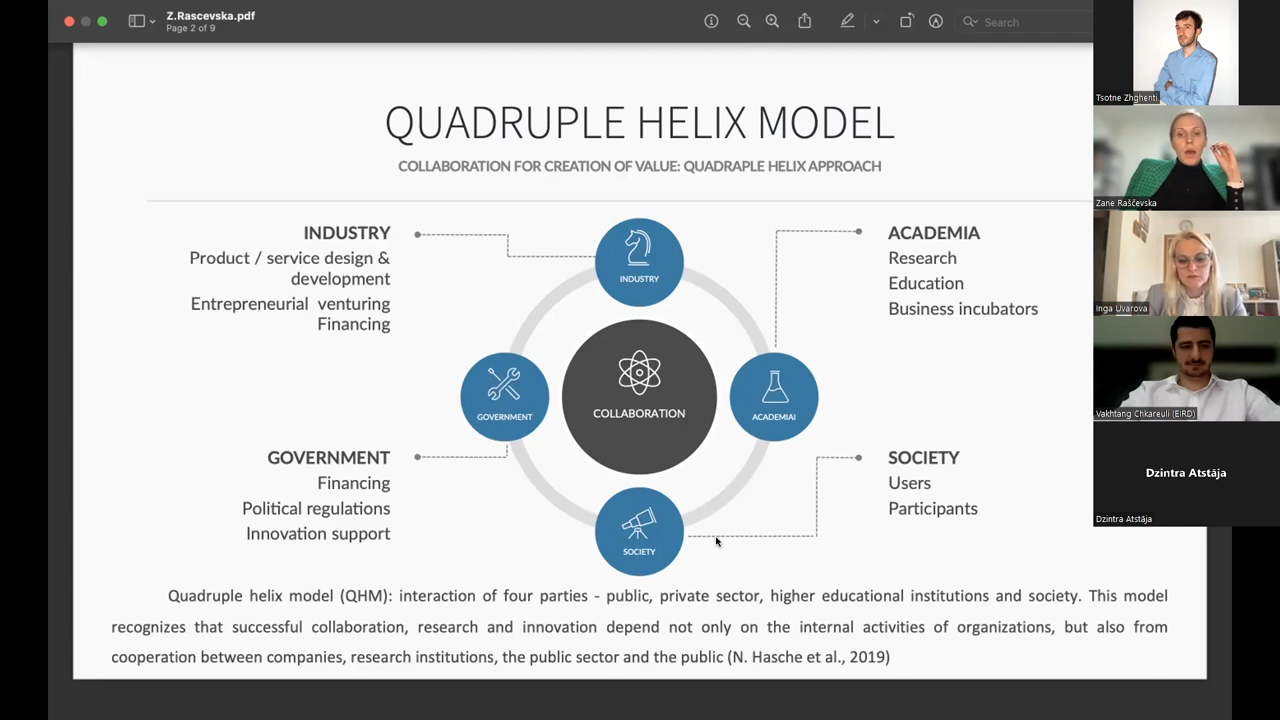 Z.Rascevska.pdf
Page 2 of 9
Search
QUADRUPLE HELIX MODEL
COLLABORATION FOR CREATION OF VALUE: QUADRAPLE HELIX APPROACH
INDUSTRY
Product / service design &
development
Entrepreneurial venturing
Financing
INDUSTRY
ACADEMIA
Research
Education
Business incubators
GOVERNMENT
COLLABORATION
ACADEMIAI
GOVERNMENT
Financing
Political regulations
Innovation support
SOCIETY
SOCIETY
Users
Participants
Quadruple helix model (QHM): interaction of four parties - public, private sector, higher educational institutions and society. This model
recognizes that successful collaboration, research and innovation depend not only on the internal activities of organizations, but also from
cooperation between companies, research institutions, the public sector and the public (N. Hasche et al., 2019)
Tsotne Zhghenti
Zane Raščevska
Inga Uvarova
Vakhtang Chkareuli (EIRD)
Dzintra Atstāja
Dzintra Atstāja